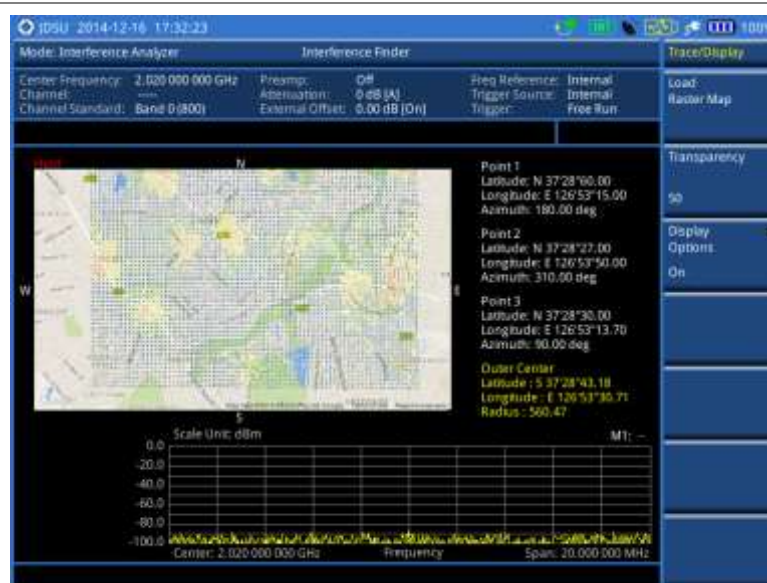 JDSU 2014-12-16 17:32:23
100%
Mode: Interference Analyzer
Interference Finder
Trace/Display
Center Frequency: 2.020 000 000 GHz
Channel: ----
Channel Standard: Band 0 (800)
Preamp: Off
Attenuation: 0 dB [A]
External Offset: 0.00 dB [On]
Freq Reference: Internal
Trigger Source: Internal
Trigger: Free Run
Load
Raster Map
Transparency
50
Display
Options
On
Hold
N
W
E
S
Point 1
Latitude: N 37'28"60.00
Longitude: E 126'53"15.00
Azimuth: 180.00 deg
Point 2
Latitude: N 37'28"27.00
Longitude: E 126'53"50.00
Azimuth: 310.00 deg
Point 3
Latitude: N 37'28"30.00
Longitude: E 126'53"13.70
Azimuth: 90.00 deg
Outer Center
Latitude : S 37'28"43.18
Longitude : E 126'53"30.71
Radius : 560.47
Scale Unit: dBm
M1: --
0.0
-20.0
-40.0
-60.0
-80.0
-100.0
Center: 2.020 000 000 GHz
Frequency
Span: 20.000 000 MHz